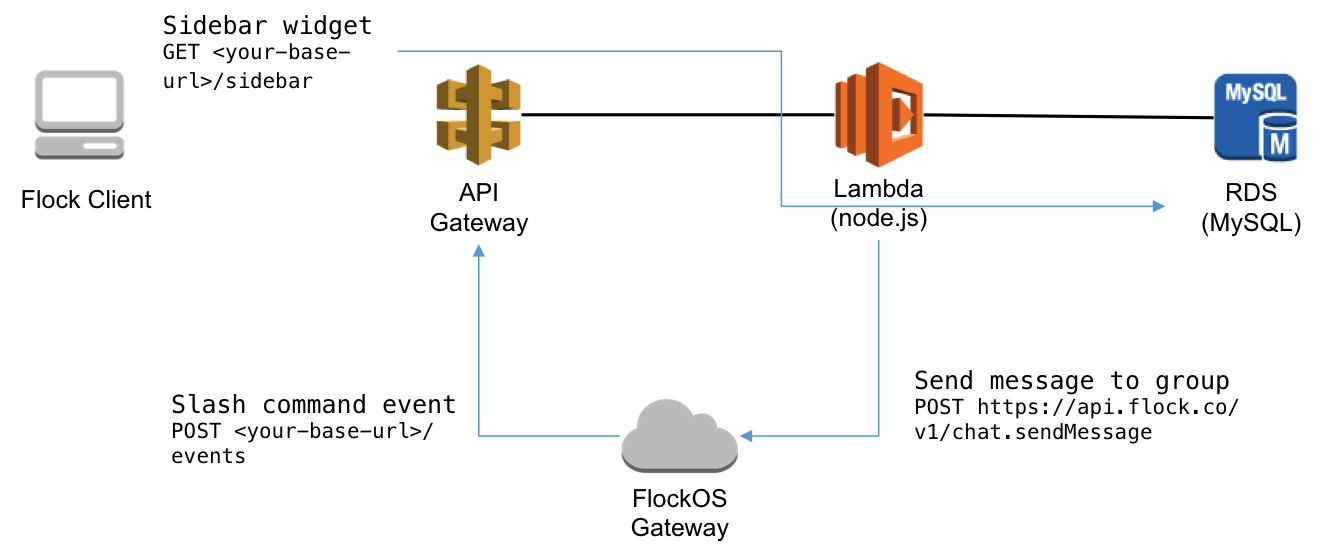 Sidebar widget
GET <your-base-
url>/sidebar
Flock Client
API
Gateway
Lambda
(node.js)
MySQL
M
RDS
(MySQL)
Slash command event
POST <your-base-url>/
events
FlockOS
Gateway
Send message to group
POST https://api.flock.co/
v1/chat.sendMessage